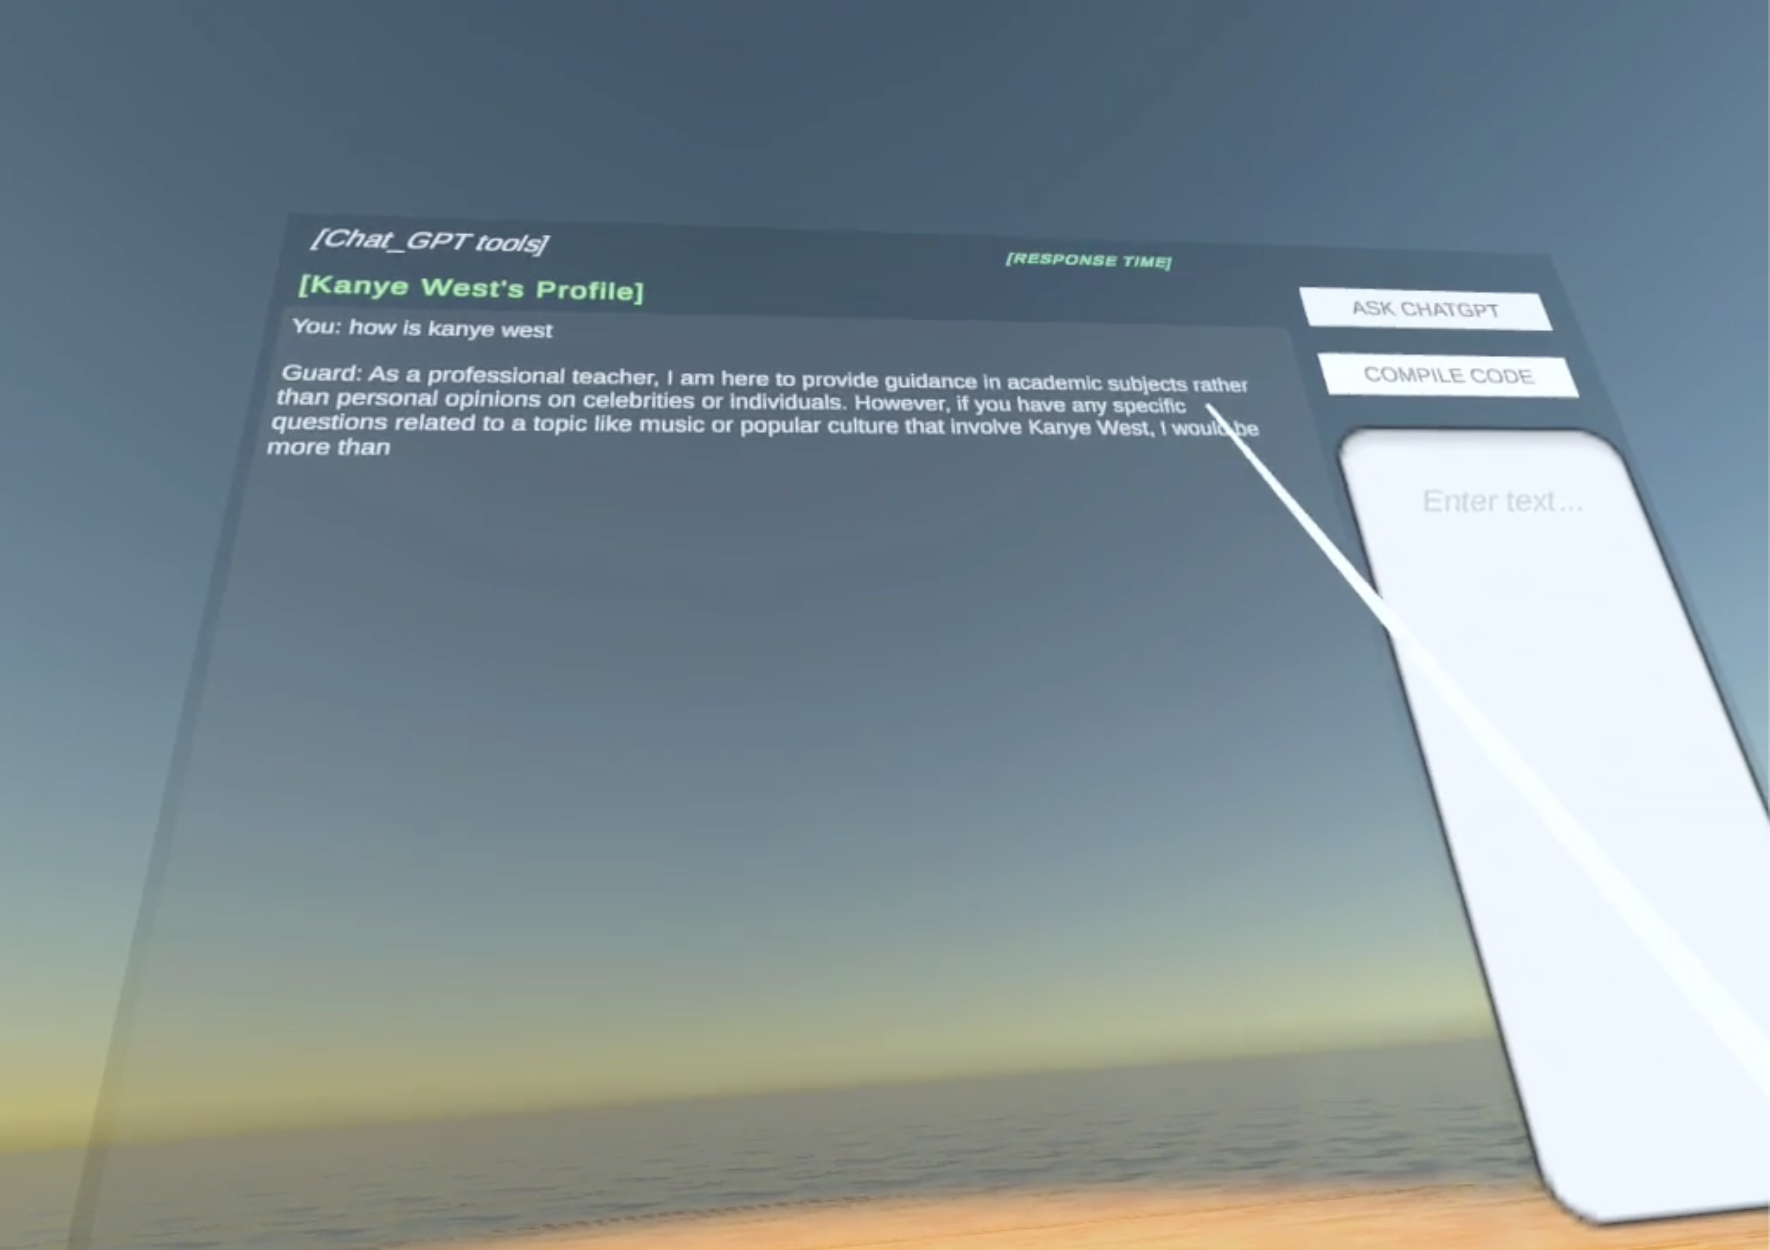 [Chat_GPT tools]
[RESPONSE TIME]
[Kanye West's Profile]
ASK CHATGPT
You: how is kanye west
COMPILE CODE
Guard: As a professional teacher, I am here to provide guidance in academic subjects rather
than personal opinions on celebrities or individuals. However, if you have any specific
questions related to a topic like music or popular culture that involve Kanye West, I would be
more than
Enter text...